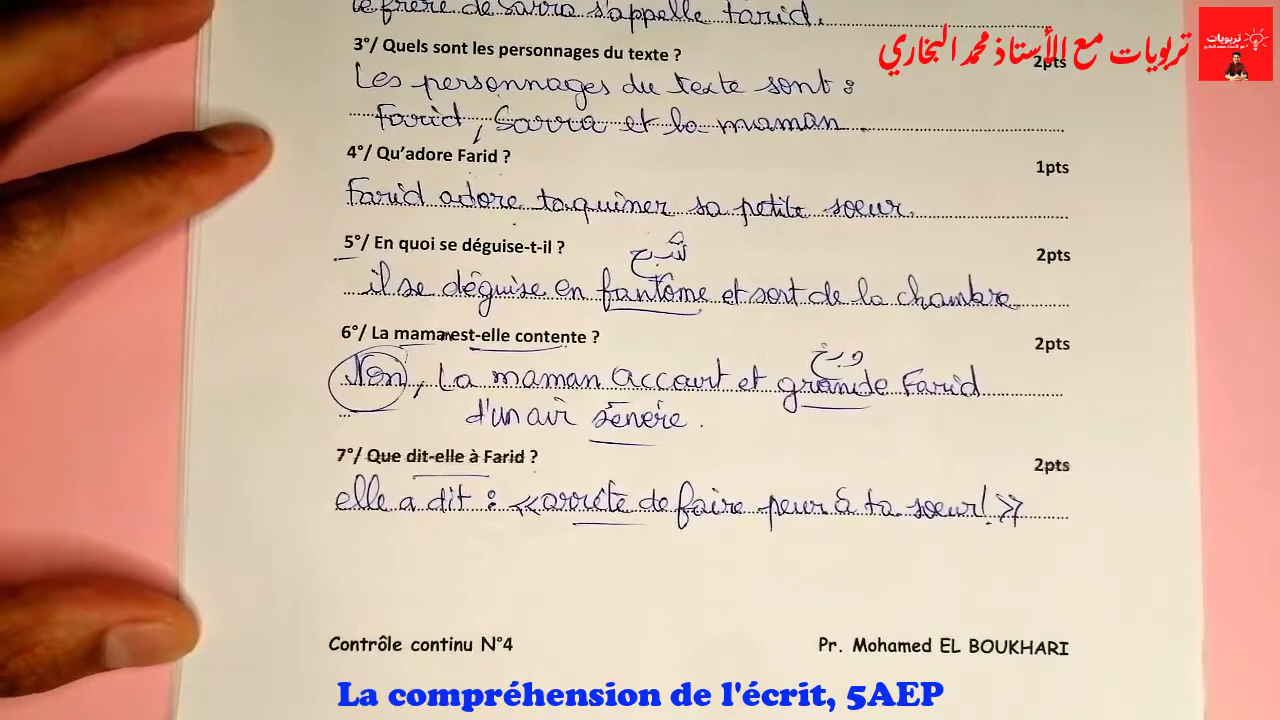 le frère de Sarra s'appelle Farid.
تربويات مع الأستاذ محمد البخاري
تربويات
3°/ Quels sont les personnages du texte ? 2pts
Les personnages du texte sont :
Farid, Sarra et la maman.
4°/ Qu'adore Farid ? 1pts
Farid adore taquiner sa petite sœur.
5°/ En quoi se déguise-t-il ? 2pts
شبح
il se déguise en fantôme et sort de la chambre
6°/ La maman est-elle contente ? 2pts
وبخ
Non, La maman accourt et gronde Farid
d'un air sévère.
7°/ Que dit-elle à Farid ? 2pts
elle a dit : << arrête de faire peur à ta sœur! >>
Contrôle continu N°4 Pr. Mohamed EL BOUKHARI
La compréhension de l'écrit, 5AEP